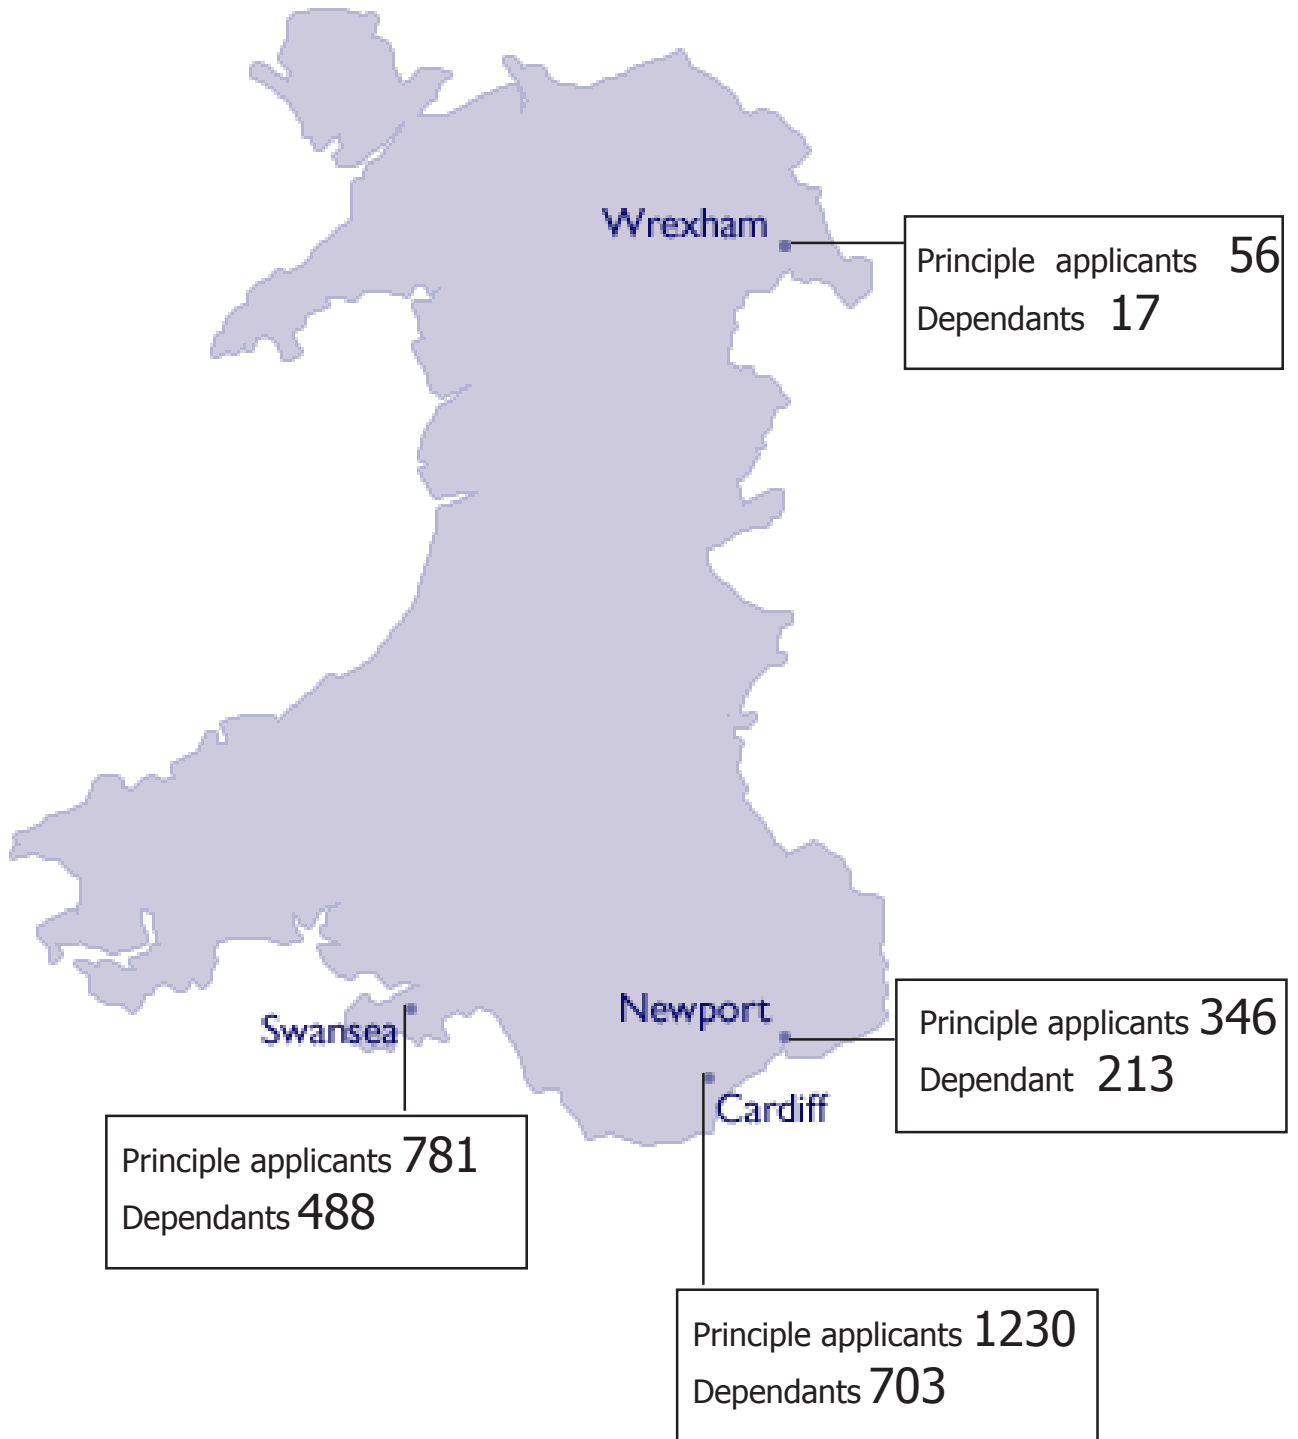 Wrexham
Principle applicants 56
Dependants 17
Newport
Principle applicants 346
Dependant 213
Swansea
Cardiff
Principle applicants 781
Dependants 488
Principle applicants 1230
Dependants 703